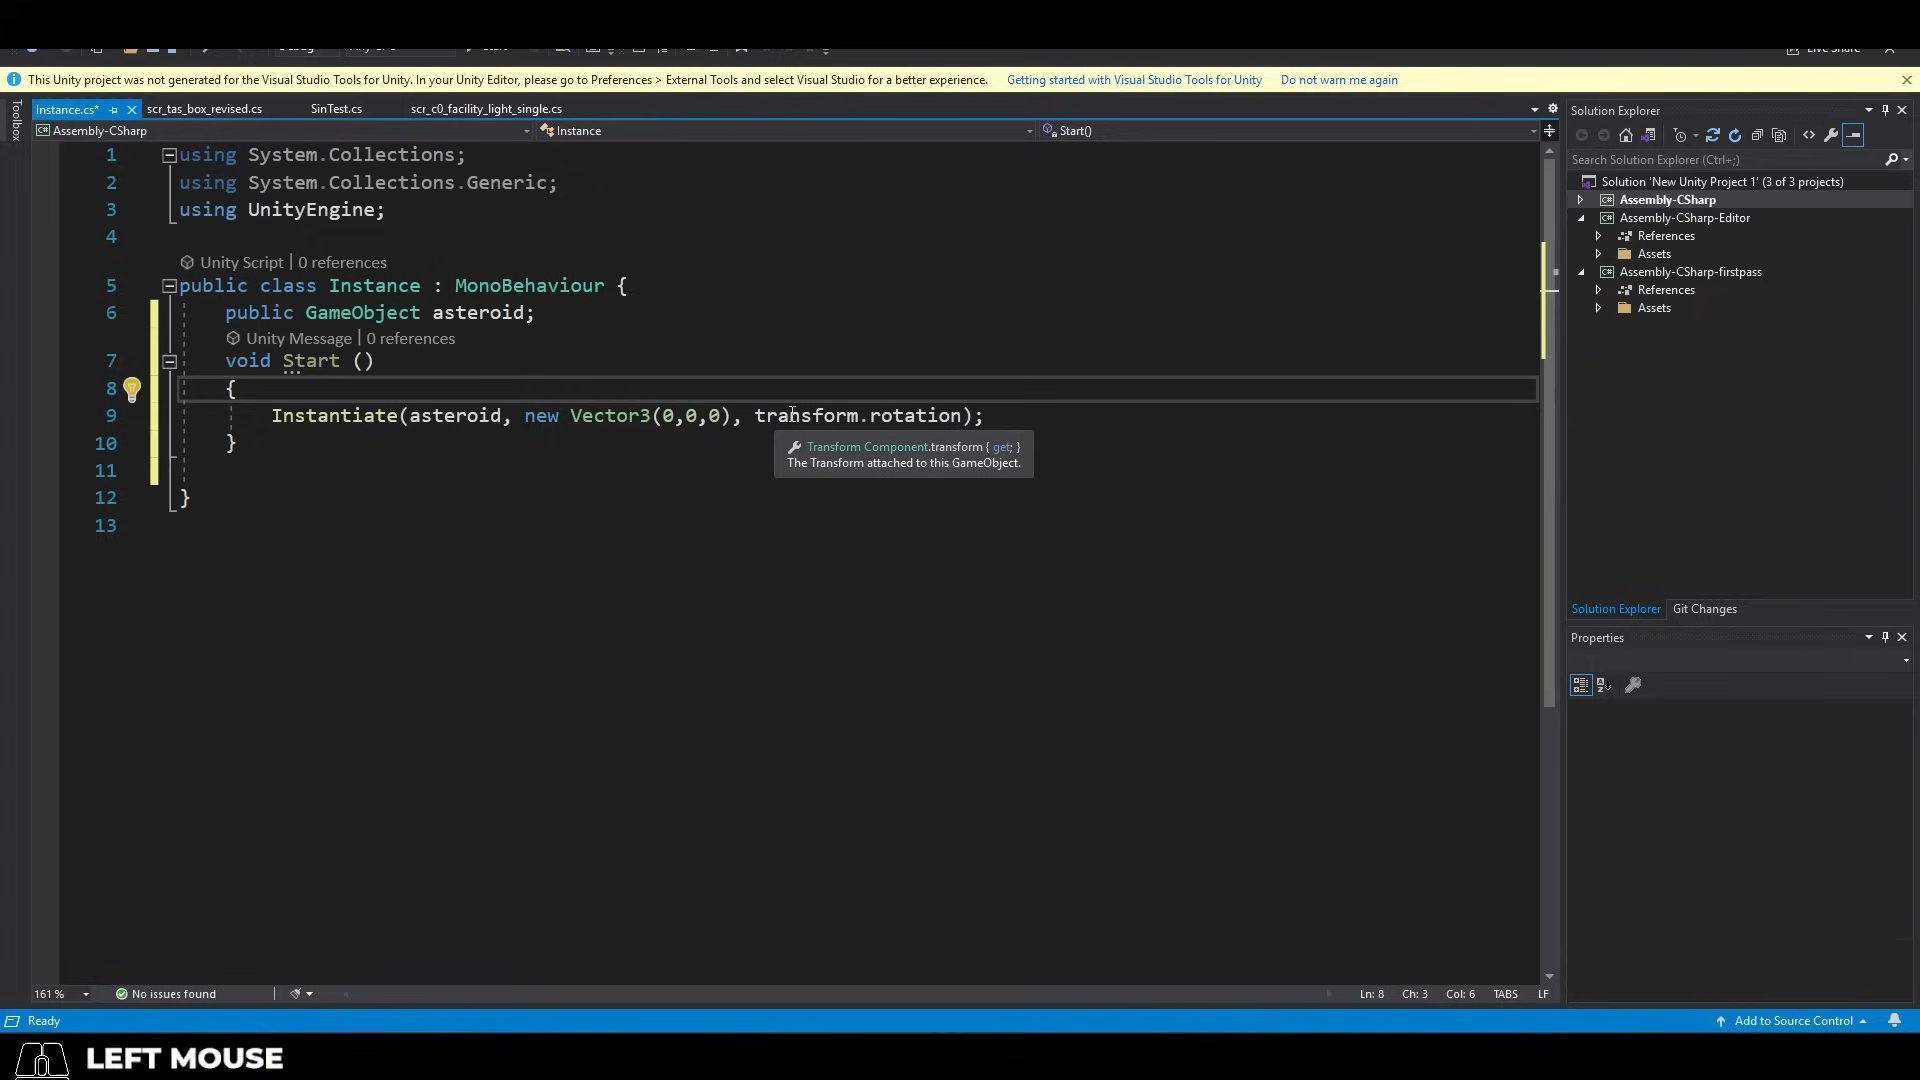 This Unity project was not generated for the Visual Studio Tools for Unity. In your Unity Editor, please go to Preferences > External Tools and select Visual Studio for a better experience. Getting started with Visual Studio Tools for Unity Do not warn me again
Toolbox
Instance.cs* scr_tas_box_revised.cs SinTest.cs scr_c0_facility_light_single.cs
Assembly-CSharp Instance Start()
1 using System.Collections;
2 using System.Collections.Generic;
3 using UnityEngine;
4
Unity Script | 0 references
5 public class Instance : MonoBehaviour {
6 public GameObject asteroid;
Unity Message | 0 references
7 void Start ()
8 {
9 Instantiate(asteroid, new Vector3(0,0,0), transform.rotation);
10 }
11
12 }
13
Transform Component.transform { get; }
The Transform attached to this GameObject.
161 % No issues found Ln: 8 Ch: 3 Col: 6 TABS LF
Solution Explorer
Search Solution Explorer (Ctrl+;)
Solution 'New Unity Project 1' (3 of 3 projects)
Assembly-CSharp
Assembly-CSharp-Editor
References
Assets
Assembly-CSharp-firstpass
References
Assets
Solution Explorer Git Changes
Properties
Ready Add to Source Control
LEFT MOUSE